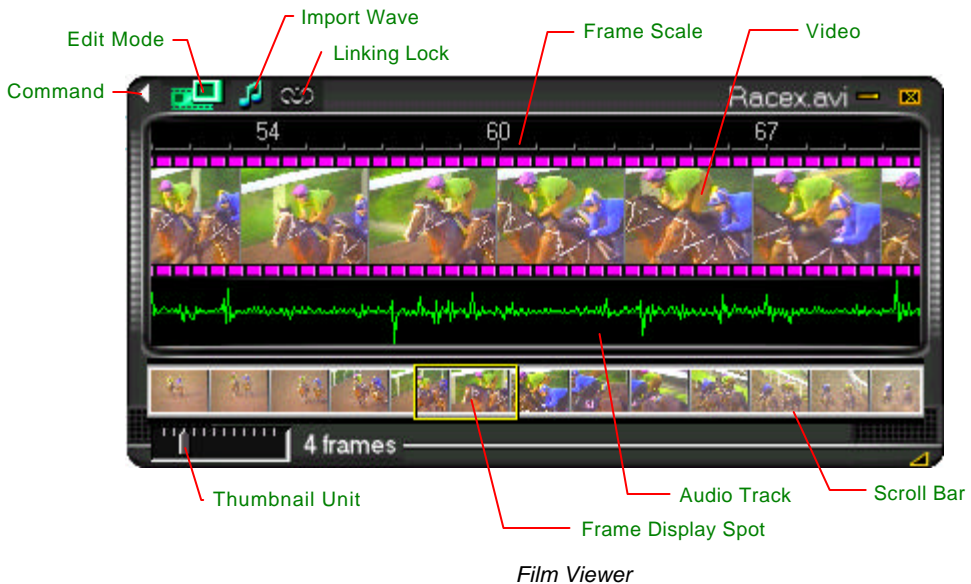 Import Wave
Frame Scale
Video
Edit Mode
Linking Lock
Command
Racex.avi
54 60 67
4 frames
Thumbnail Unit
Audio Track
Scroll Bar
Frame Display Spot
Film Viewer